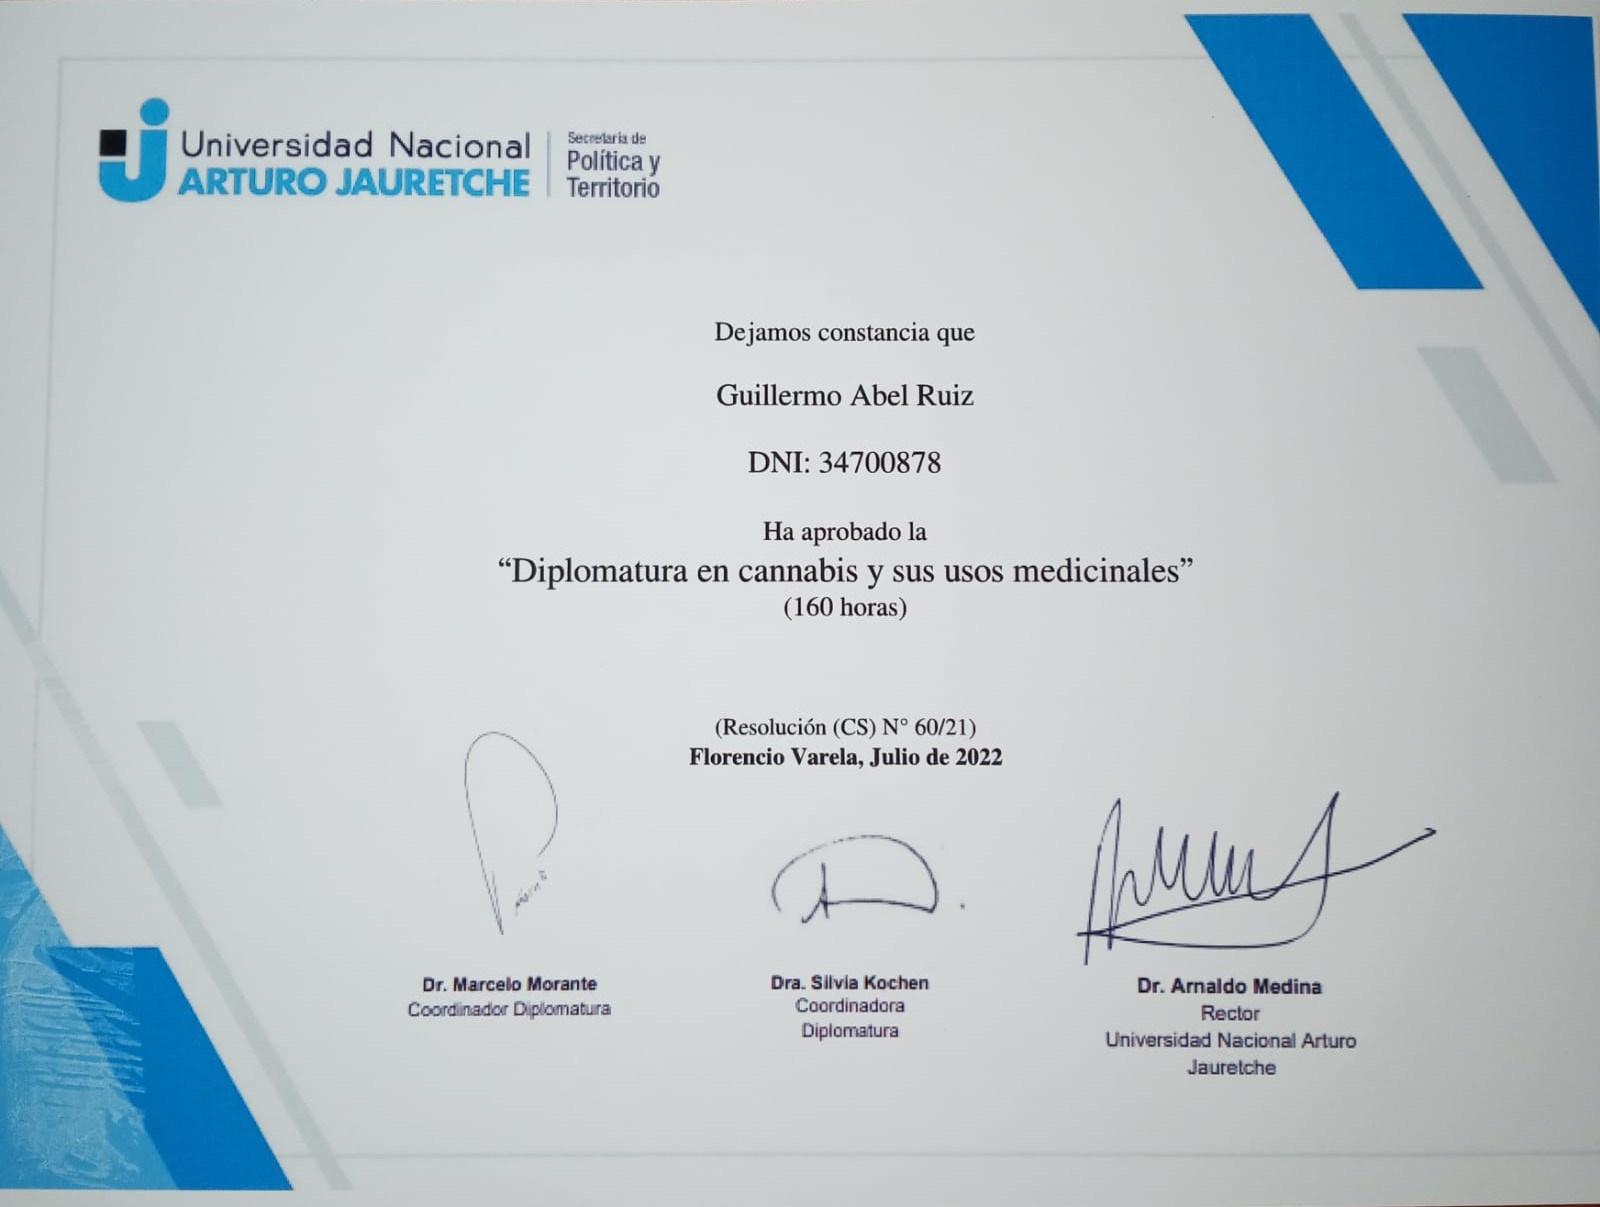 Universidad Nacional
ARTURO JAURETCHE
Secretaria de
Política y
Territorio
Dejamos constancia que
Guillermo Abel Ruiz
DNI: 34700878
Ha aprobado la
“Diplomatura en cannabis y sus usos medicinales”
(160 horas)
(Resolución (CS) N° 60/21)
Florencio Varela, Julio de 2022
Dr. Marcelo Morante
Coordinador Diplomatura
Dra. Silvia Kochen
Coordinadora
Diplomatura
Dr. Arnaldo Medina
Rector
Universidad Nacional Arturo
Jauretche